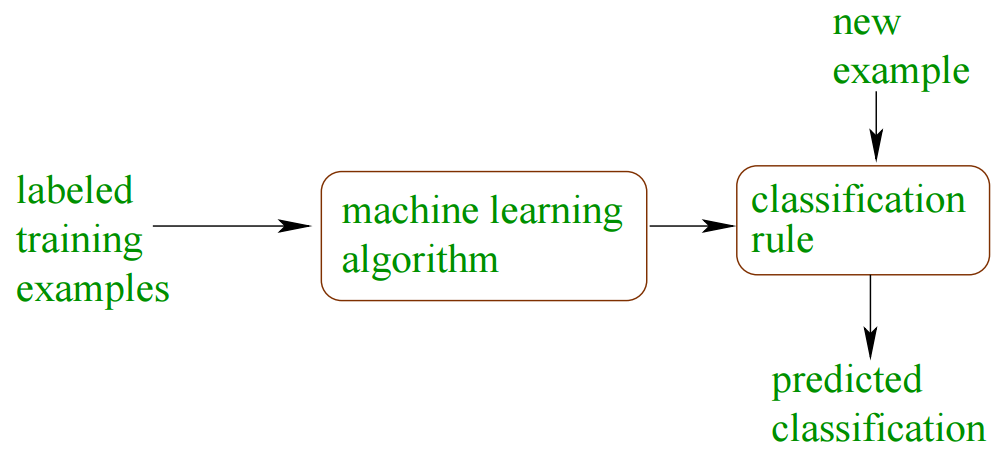 new
example
labeled
training
examples
machine learning
algorithm
classification
rule
predicted
classification